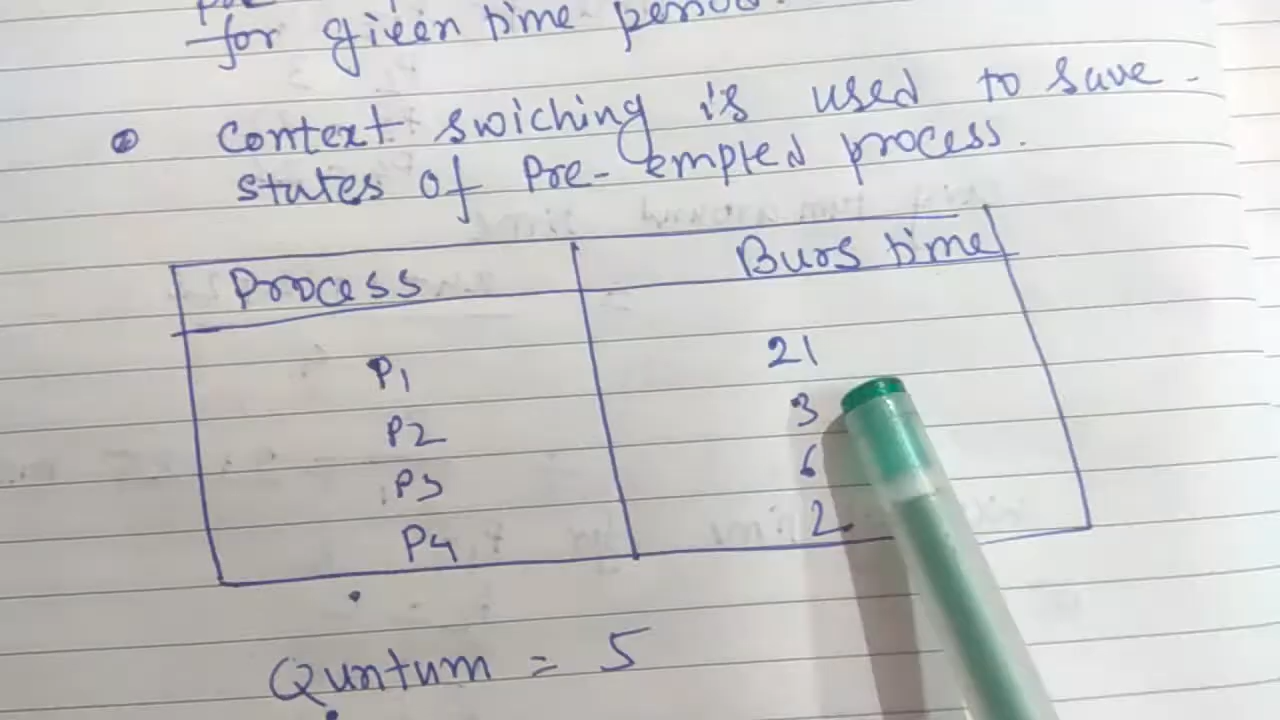 for gieen time period.
Context swiching is used to save
states of Pre-empted process.
Process Burs time
P1 21
P2 3
P3 6
P4 2
Quntum = 5